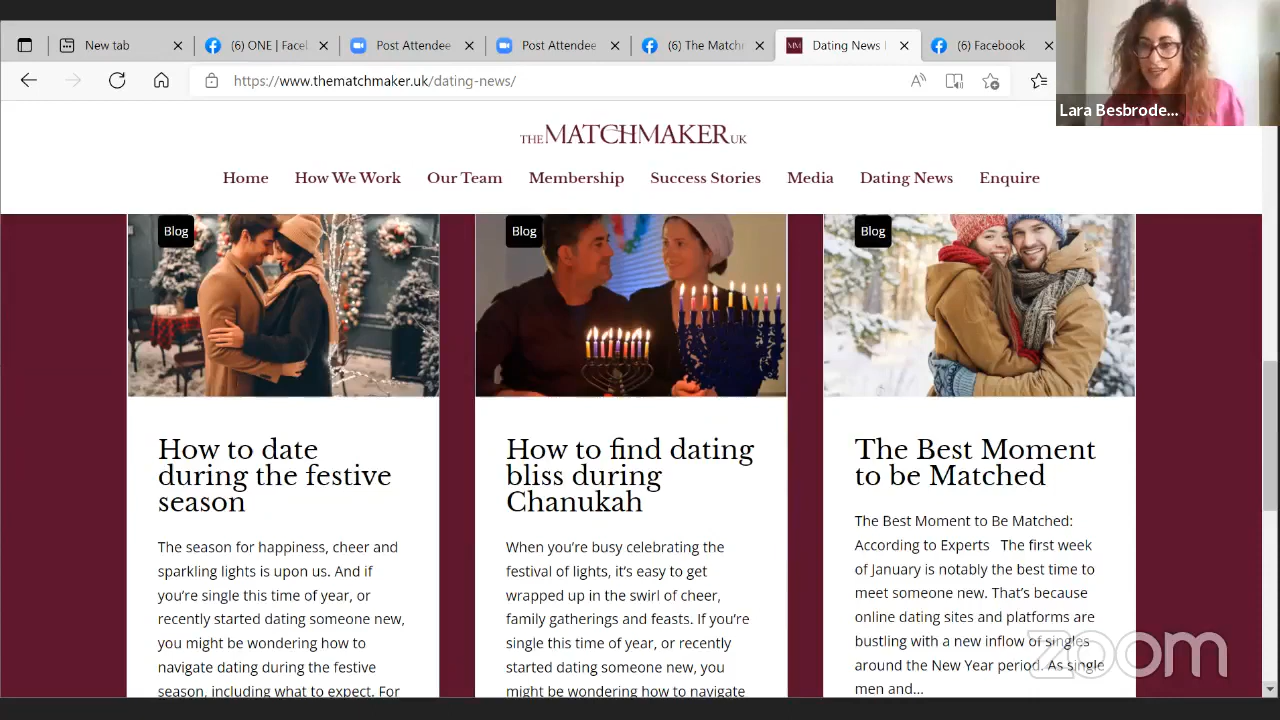 new tab
(6) ONE | Facel
Post Attendee
Post Attendee
(6) The Matchm
Dating News |
(6) Facebook
https://www.thematchmaker.uk/dating-news/
Lara Besbrode...
THE MATCHMAKER UK
Home How We Work Our Team Membership Success Stories Media Dating News Enquire
Blog
How to date
during the festive
season
The season for happiness, cheer and
sparkling lights is upon us. And if
you're single this time of year, or
recently started dating someone new,
you might be wondering how to
navigate dating during the festive
season, including what to expect. For
Blog
How to find dating
bliss during
Chanukah
When you're busy celebrating the
festival of lights, it's easy to get
wrapped up in the swirl of cheer,
family gatherings and feasts. If you're
single this time of year, or recently
started dating someone new, you
might be wondering how to navigate
Blog
The Best Moment
to be Matched
The Best Moment to Be Matched:
According to Experts The first week
of January is notably the best time to
meet someone new. That's because
online dating sites and platforms are
bustling with a new inflow of singles
around the New Year period. As single
men and...
zoom